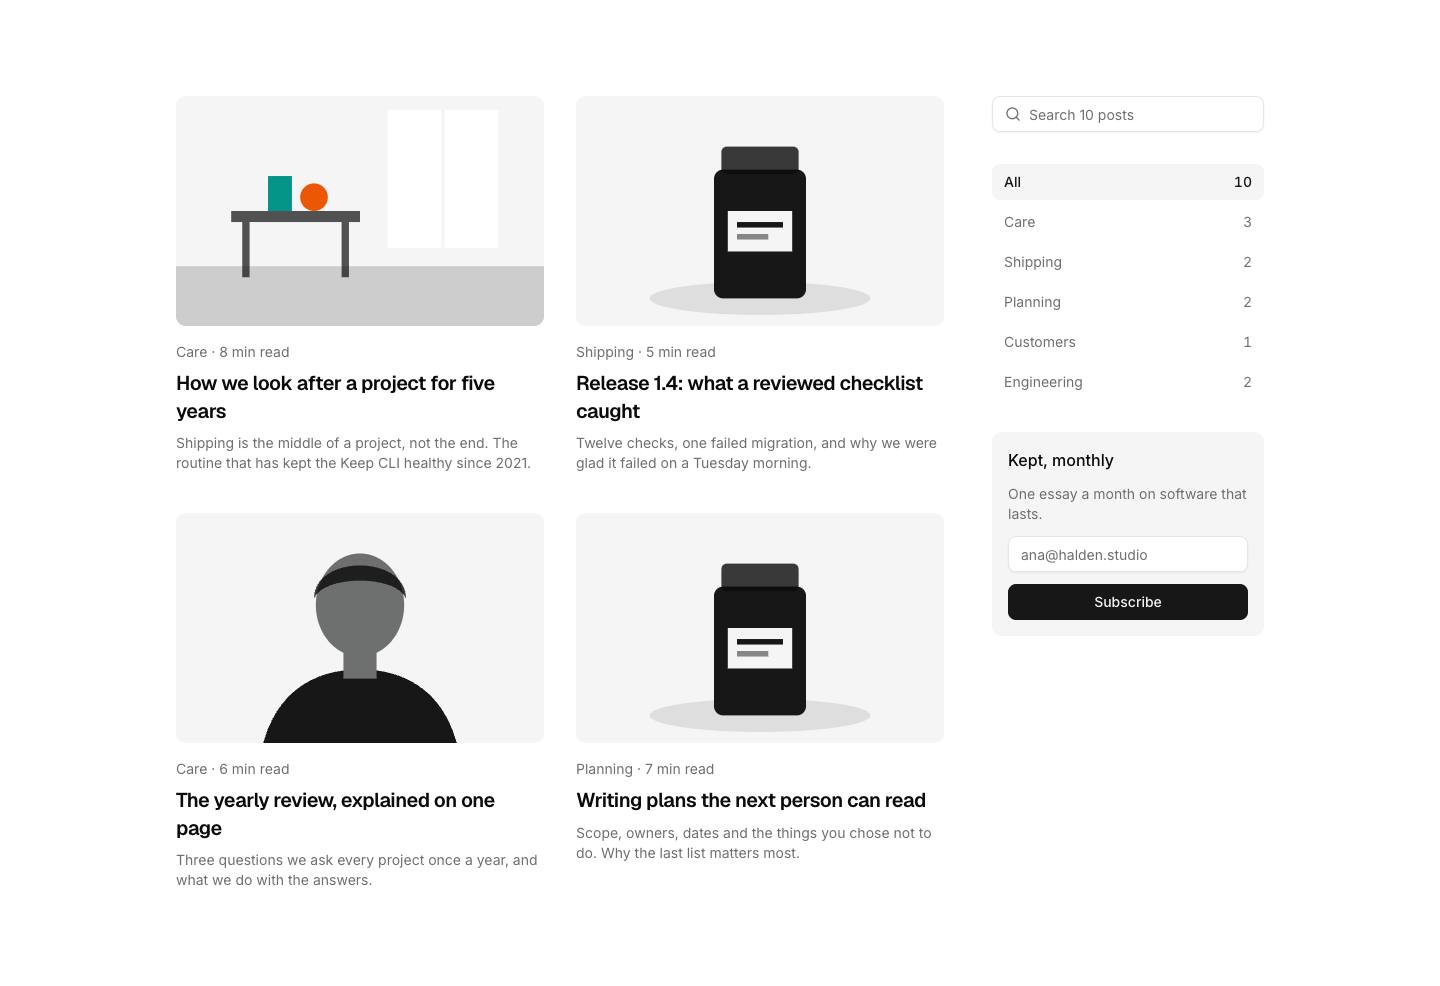 Care · 8 min read
How we look after a project for five
years
Shipping is the middle of a project, not the end. The
routine that has kept the Keep CLI healthy since 2021.
Shipping · 5 min read
Release 1.4: what a reviewed checklist
caught
Twelve checks, one failed migration, and why we were
glad it failed on a Tuesday morning.
Care · 6 min read
The yearly review, explained on one
page
Three questions we ask every project once a year, and
what we do with the answers.
Planning · 7 min read
Writing plans the next person can read
Scope, owners, dates and the things you chose not to
do. Why the last list matters most.
Search 10 posts
All 10
Care 3
Shipping 2
Planning 2
Customers 1
Engineering 2
Kept, monthly
One essay a month on software that
lasts.
ana@halden.studio
Subscribe